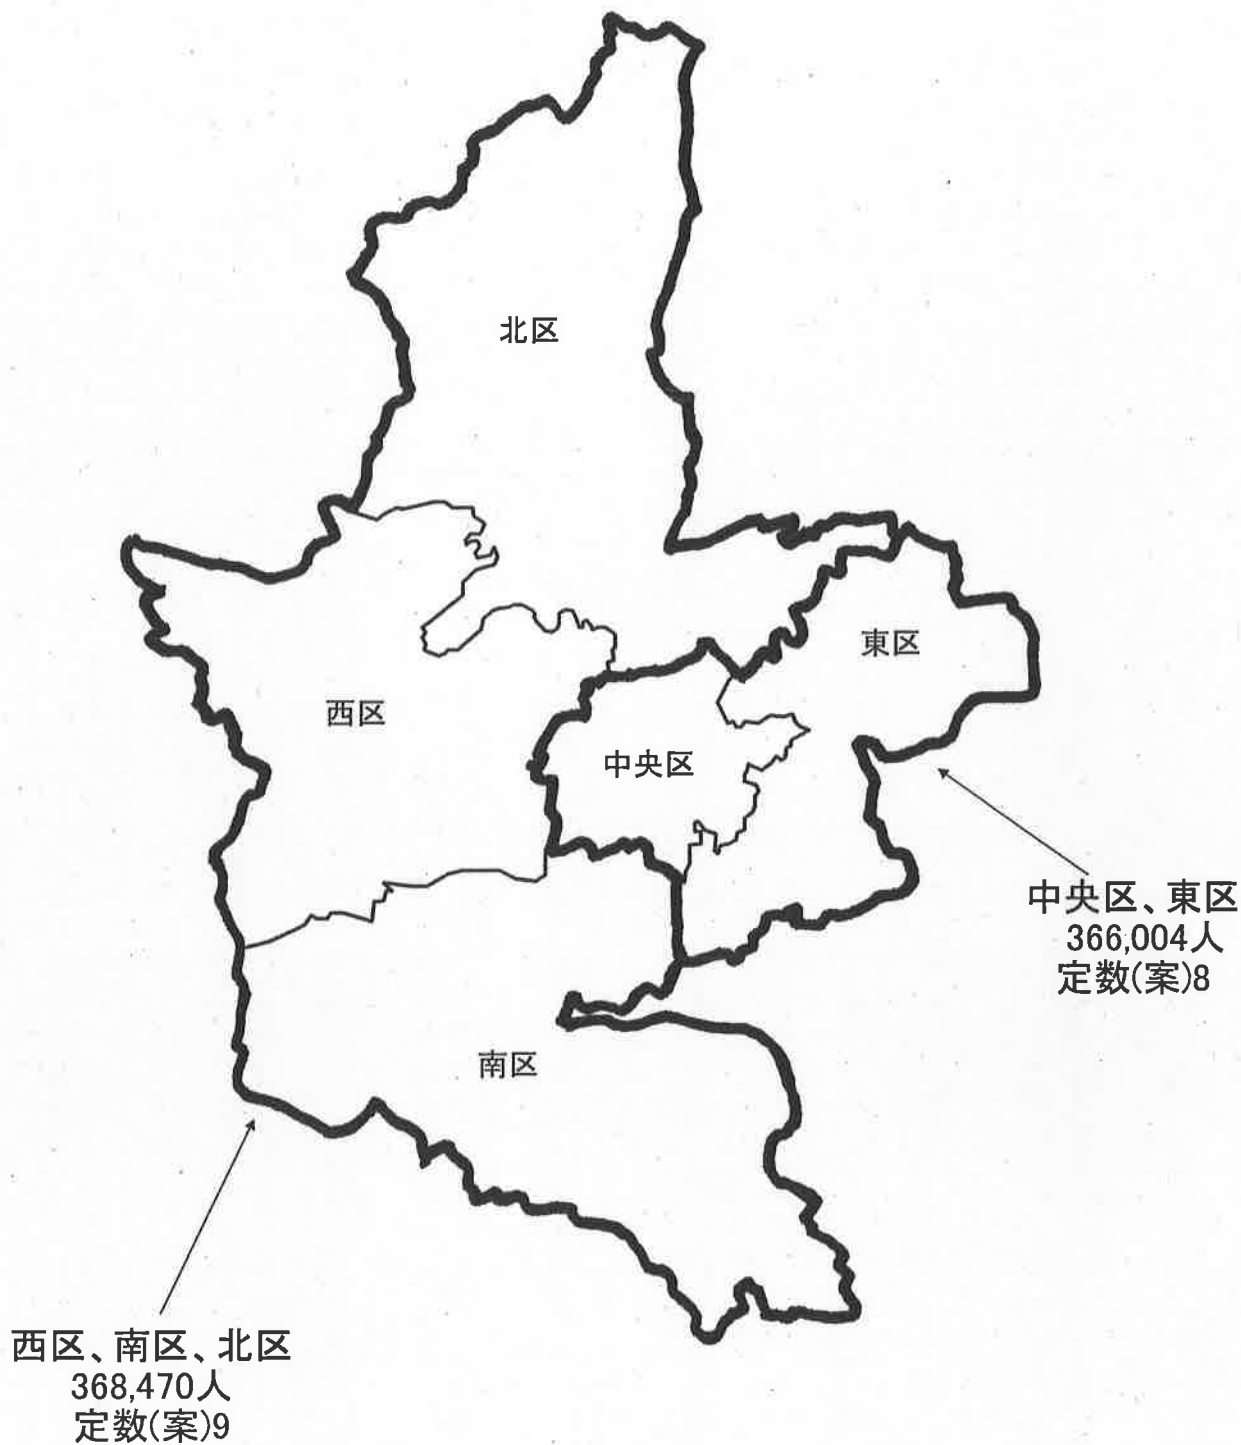 北区
東区
西区
中央区
中央区、東区
366,004人
定数(案)8
南区
西区、南区、北区
368,470人
定数(案)9